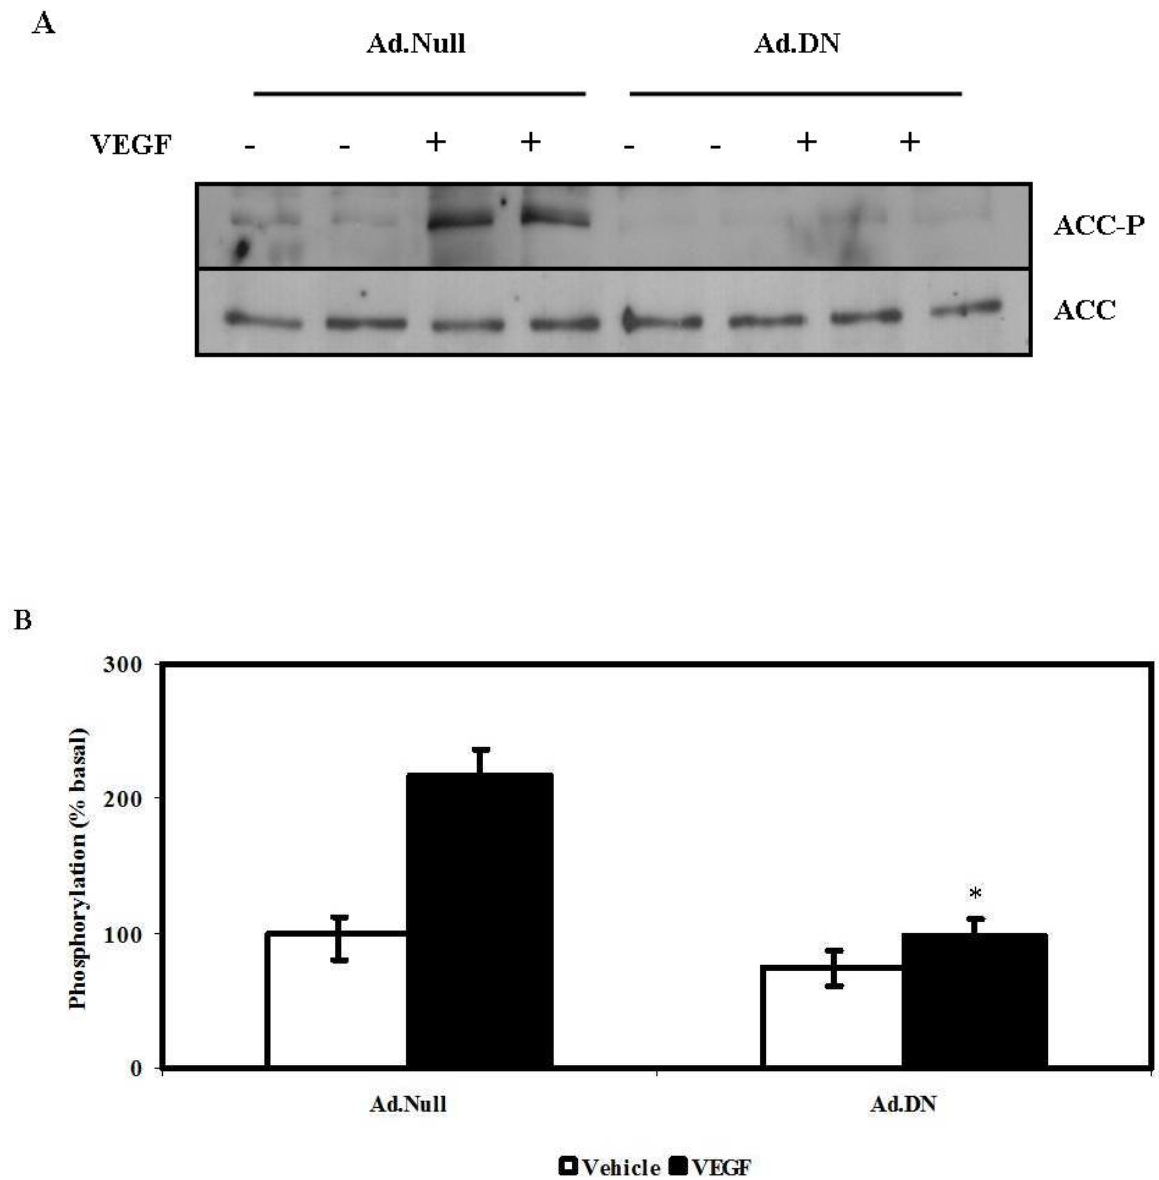 A
Ad.Null Ad.DN
VEGF - - + + - - + +
ACC-P
ACC
B
300
200
100
0
Phosphorylation (% basal)
*
Ad.Null Ad.DN
Vehicle VEGF